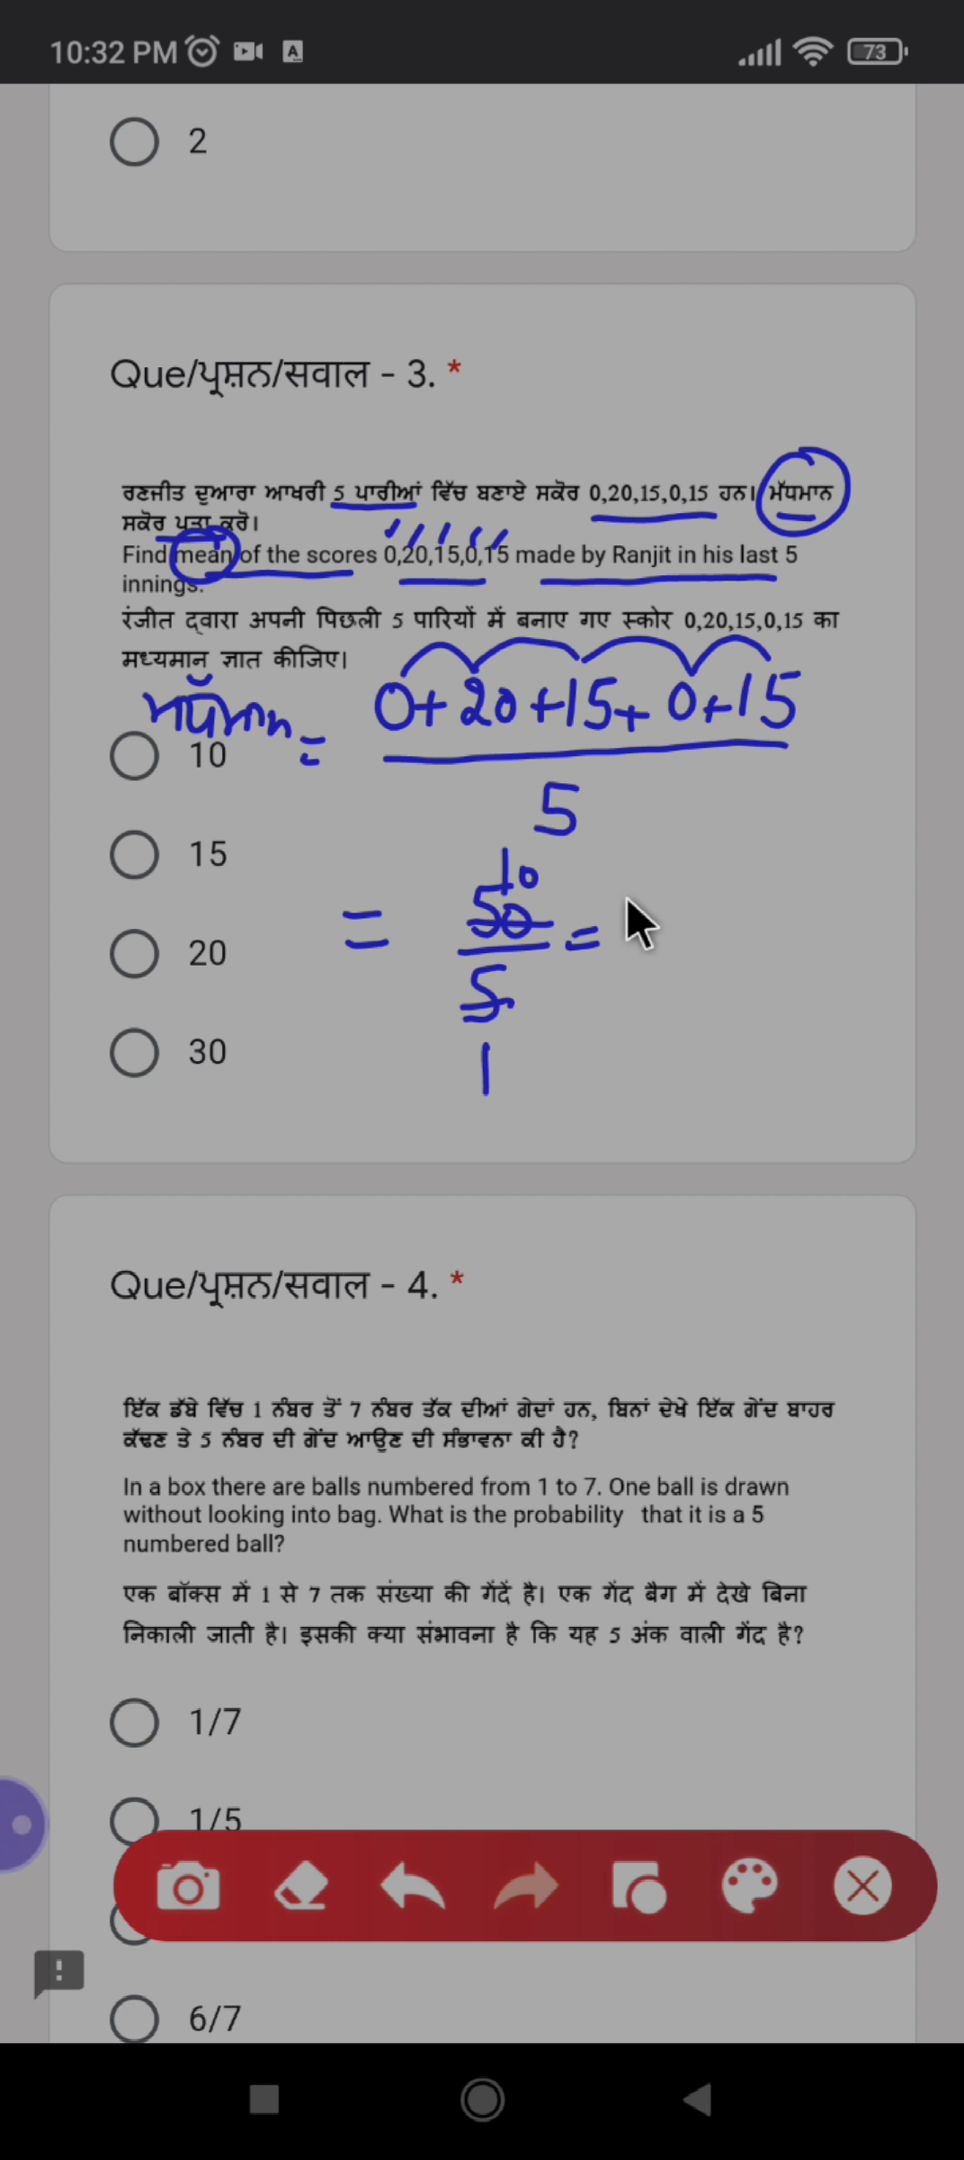 10:32 PM
73
2
Que/ਪ੍ਰਸ਼ਨ/सवाल - 3. *
ਰਣਜੀਤ ਦੁਆਰਾ ਆਖਰੀ 5 ਪਾਰੀਆਂ ਵਿੱਚ ਬਣਾਏ ਸਕੋਰ 0,20,15,0,15 ਹਨ। ਮੱਧਮਾਨ
ਸਕੋਰ ਪਤਾ ਕਰੋ।
Find mean of the scores 0,20,15,0,15 made by Ranjit in his last 5
innings.
रंजीत द्वारा अपनी पिछली 5 पारियों में बनाए गए स्कोर 0,20,15,0,15 का
मध्यमान ज्ञात कीजिए।
ਮੱਧਮਾਨ = 0+20+15+0+15
5
10
15
20
30
10
= 50 =
5
1
Que/ਪ੍ਰਸ਼ਨ/सवाल - 4. *
ਇੱਕ ਡੱਬੇ ਵਿੱਚ 1 ਨੰਬਰ ਤੋਂ 7 ਨੰਬਰ ਤੱਕ ਦੀਆਂ ਗੇਦਾਂ ਹਨ, ਬਿਨਾਂ ਦੇਖੇ ਇੱਕ ਗੇਂਦ ਬਾਹਰ
ਕੱਢਣ ਤੇ 5 ਨੰਬਰ ਦੀ ਗੇਂਦ ਆਉਣ ਦੀ ਸੰਭਾਵਨਾ ਕੀ ਹੈ?
In a box there are balls numbered from 1 to 7. One ball is drawn
without looking into bag. What is the probability that it is a 5
numbered ball?
एक बॉक्स में 1 से 7 तक संख्या की गेंदें है। एक गेंद बैग में देखे बिना
निकाली जाती है। इसकी क्या संभावना है कि यह 5 अंक वाली गेंद है?
1/7
1/5
6/7